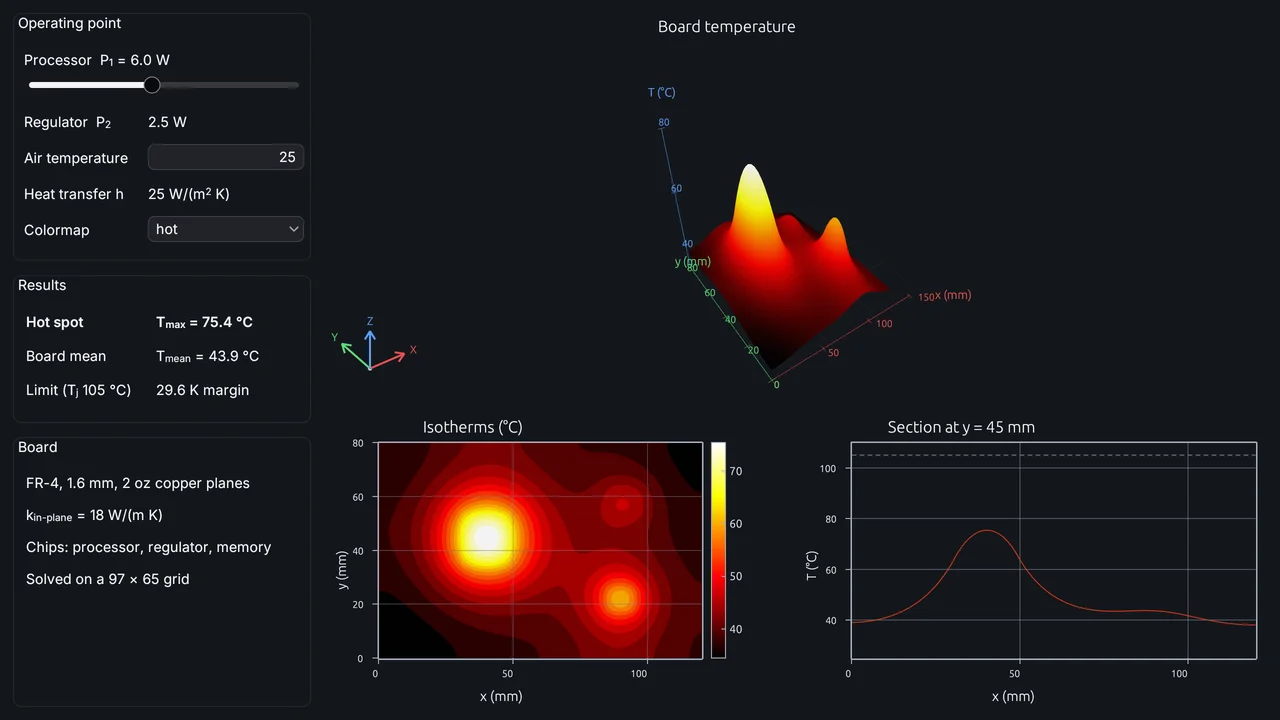 Operating point
Processor P₁ = 6.0 W
Regulator P₂ 2.5 W
Air temperature 25
Heat transfer h 25 W/(m² K)
Colormap hot
Results
Hot spot Tmax = 75.4 °C
Board mean Tmean = 43.9 °C
Limit (Tj 105 °C) 29.6 K margin
Board
FR-4, 1.6 mm, 2 oz copper planes
kin-plane = 18 W/(m K)
Chips: processor, regulator, memory
Solved on a 97 × 65 grid
Board temperature
T (°C)
80
60
40
y (mm)
80
60
40
20
0
50
100
150
x (mm)
Z
Y
X
Isotherms (°C)
80
60
40
20
0
y (mm)
0 50 100
x (mm)
70
60
50
40
Section at y = 45 mm
100
80
60
40
T (°C)
0 50 100
x (mm)